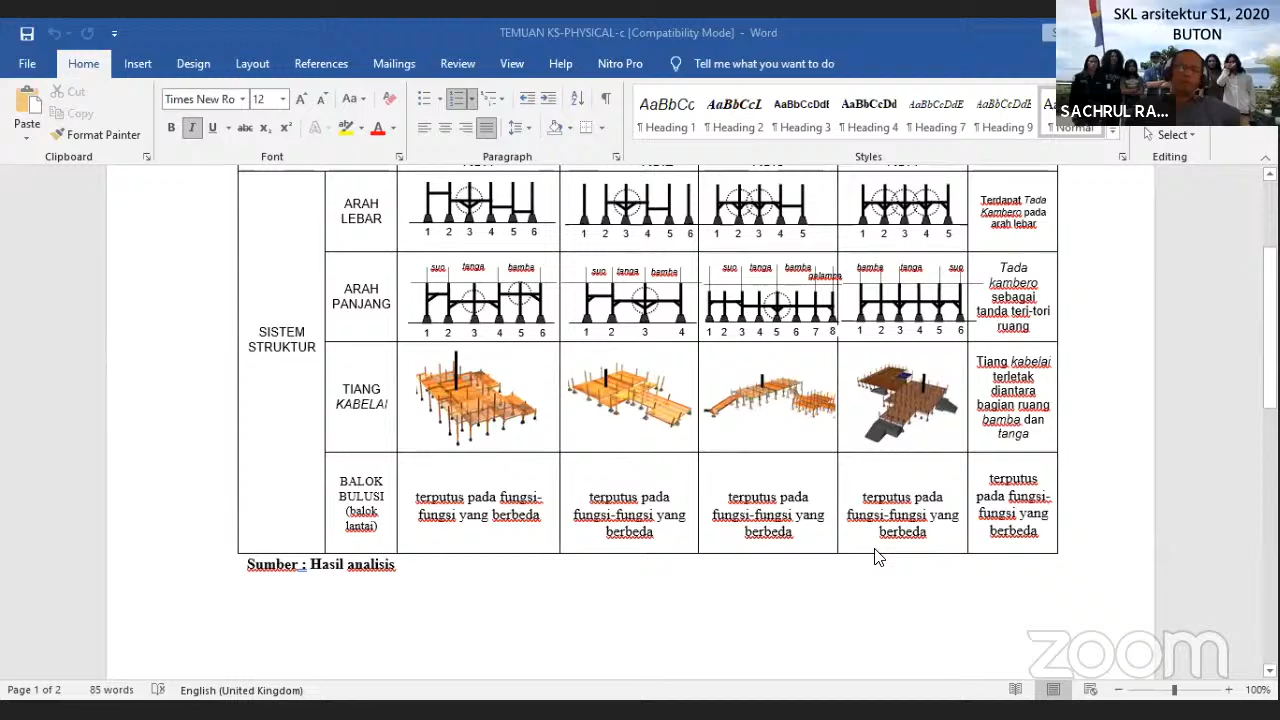 TEMUAN KS-PHYSICAL-c [Compatibility Mode] - Word
SKL arsitektur S1, 2020
BUTON
SACHRUL RA...
File Home Insert Design Layout References Mailings Review View Help Nitro Pro Tell me what you want to do
Paste
Cut
Copy
Format Painter
Clipboard
Times New Ro 12
Font
Paragraph
AaBbCc AaBbCcL AaBbCcDdE AaBbCcDd AaBbCcDdE AaBbCcDdE
¶ Heading 1 ¶ Heading 2 ¶ Heading 3 ¶ Heading 4 ¶ Heading 7 ¶ Heading 9 ¶ Normal
Styles
Select
Editing
SISTEM
STRUKTUR
ARAH
LEBAR
1 2 3 4 5 6
1 2 3 4 5 6
1 2 3 4 5
1 2 3 4 5
Terdapat Tada
Kambero pada
arah lebar
ARAH
PANJANG
suo tanga bamba
1 2 3 4 5 6
suo tanga bamba
1 2 3 4
suo tanga bamba galampa
1 2 3 4 5 6 7 8
bamba tanga suo
1 2 3 4 5 6
Tada
kambero
sebagai
tanda teri-tori
ruang
TIANG
KABELAI
Tiang kabelai
terletak
diantara
bagian ruang
bamba dan
tanga
BALOK
BULUSI
(balok
lantai)
terputus pada fungsi-
fungsi yang berbeda
terputus pada
fungsi-fungsi yang
berbeda
terputus pada
fungsi-fungsi yang
berbeda
terputus pada
fungsi-fungsi yang
berbeda
terputus
pada fungsi-
fungsi yang
berbeda
Sumber : Hasil analisis
zoom
Page 1 of 2 85 words English (United Kingdom) 100%